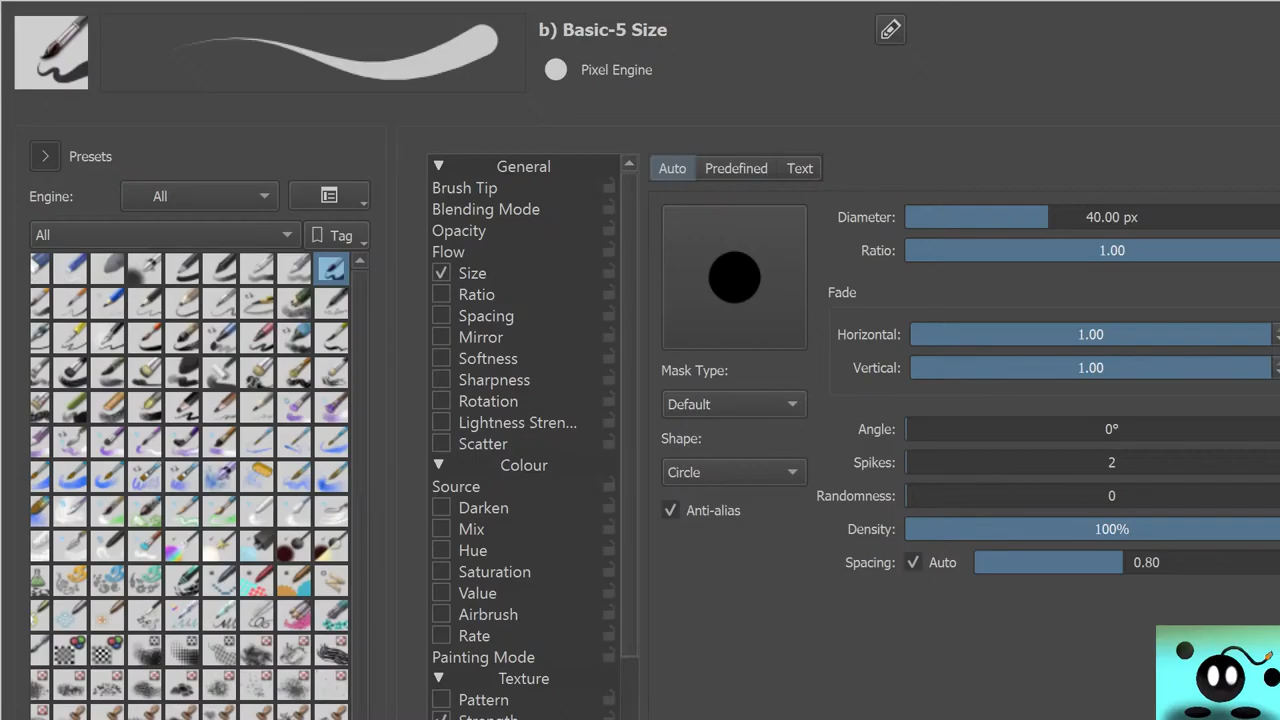 b) Basic-5 Size
Pixel Engine
Presets
Engine: All
All
Tag
General
Brush Tip
Blending Mode
Opacity
Flow
Size
Ratio
Spacing
Mirror
Softness
Sharpness
Rotation
Lightness Stren...
Scatter
Colour
Source
Darken
Mix
Hue
Saturation
Value
Airbrush
Rate
Painting Mode
Texture
Pattern
Strength
Auto Predefined Text
Mask Type:
Default
Shape:
Circle
Anti-alias
Diameter: 40.00 px
Ratio: 1.00
Fade
Horizontal: 1.00
Vertical: 1.00
Angle: 0°
Spikes: 2
Randomness: 0
Density: 100%
Spacing: Auto 0.80